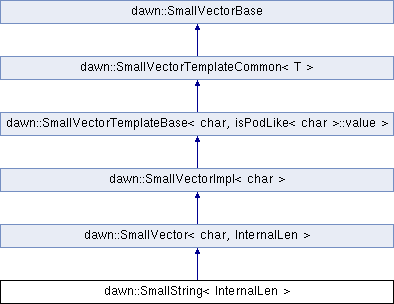 dawn::SmallVectorBase
dawn::SmallVectorTemplateCommon< T >
dawn::SmallVectorTemplateBase< char, isPodLike< char >::value >
dawn::SmallVectorImpl< char >
dawn::SmallVector< char, InternalLen >
dawn::SmallString< InternalLen >